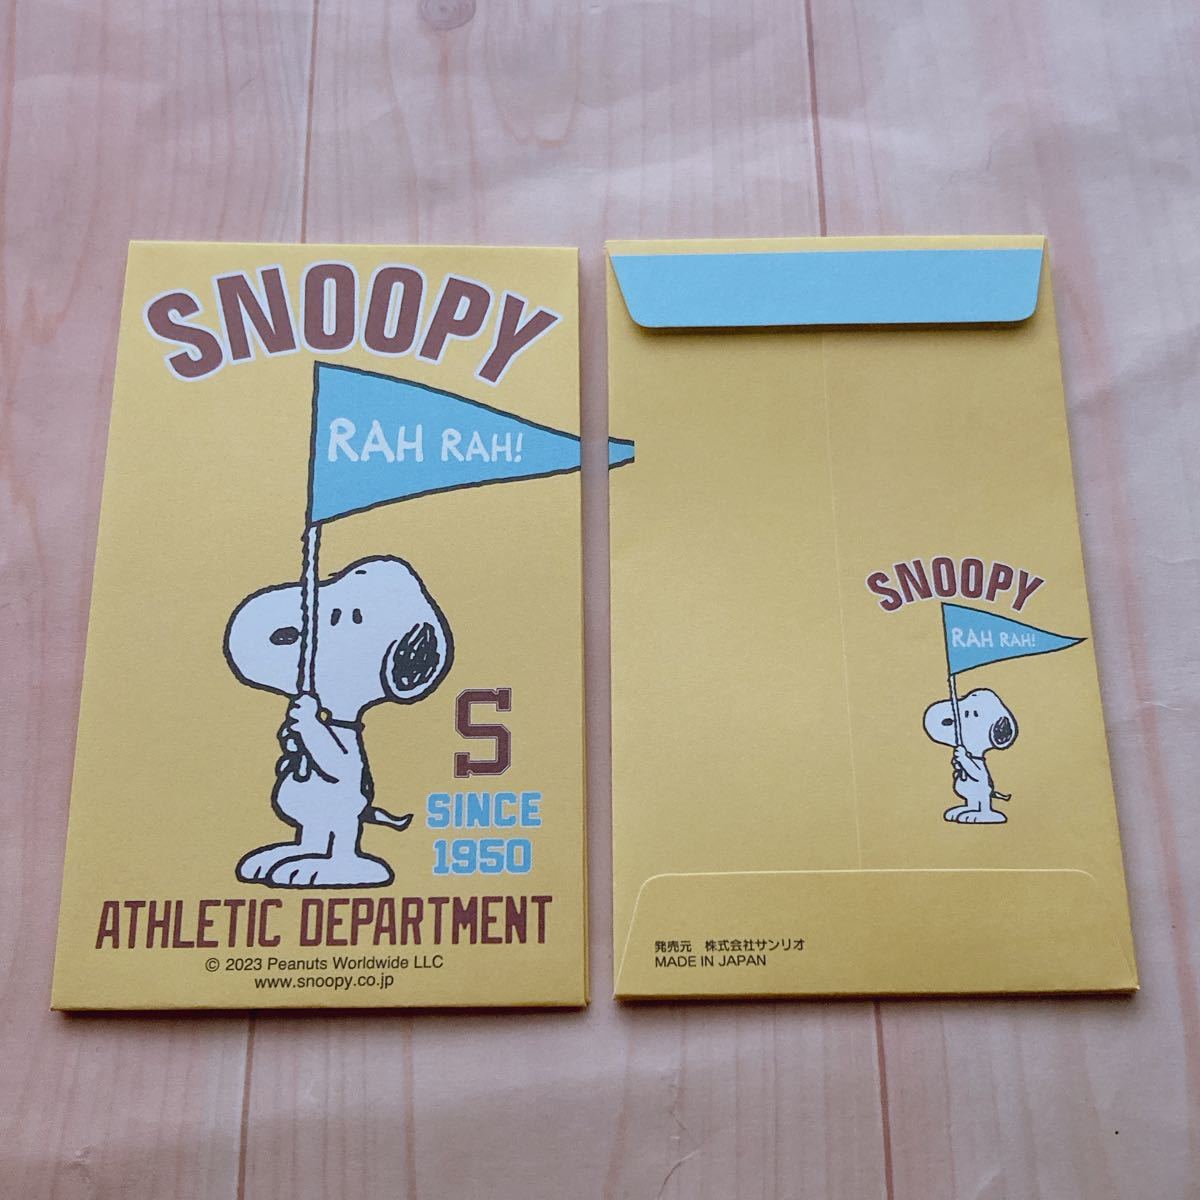 SNOOPY
RAH RAH!
S
SINCE
1950
ATHLETIC DEPARTMENT
© 2023 Peanuts Worldwide LLC
www.snoopy.co.jp
SNOOPY
RAH RAH!
発売元　株式会社サンリオ
MADE IN JAPAN